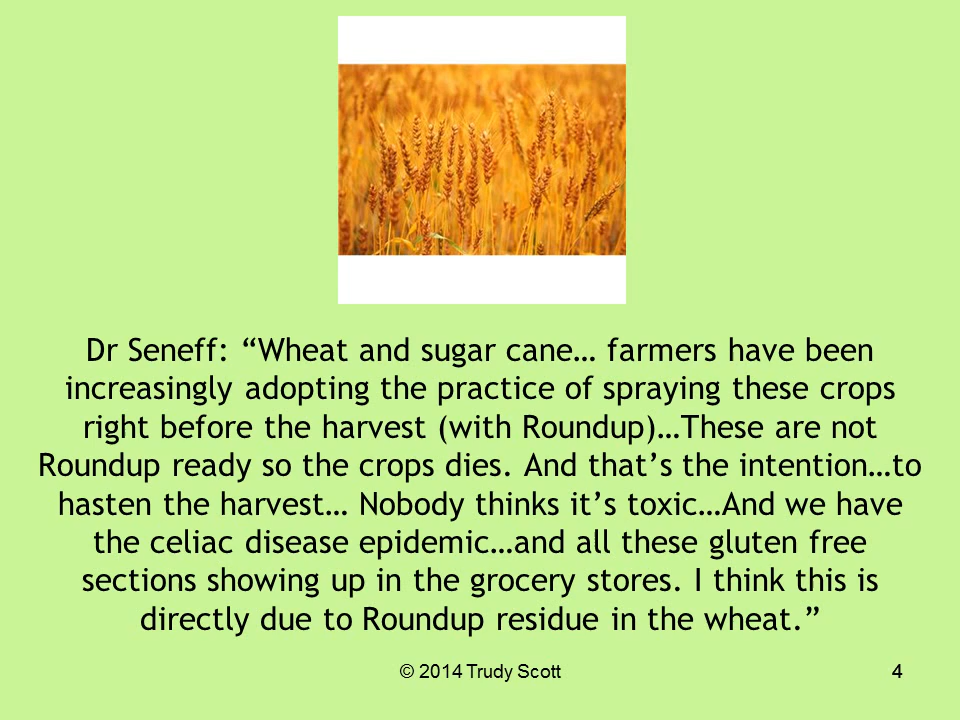 Dr Seneff: “Wheat and sugar cane… farmers have been
increasingly adopting the practice of spraying these crops
right before the harvest (with Roundup)…These are not
Roundup ready so the crops dies. And that’s the intention…to
hasten the harvest… Nobody thinks it’s toxic…And we have
the celiac disease epidemic…and all these gluten free
sections showing up in the grocery stores. I think this is
directly due to Roundup residue in the wheat.”
© 2014 Trudy Scott
4